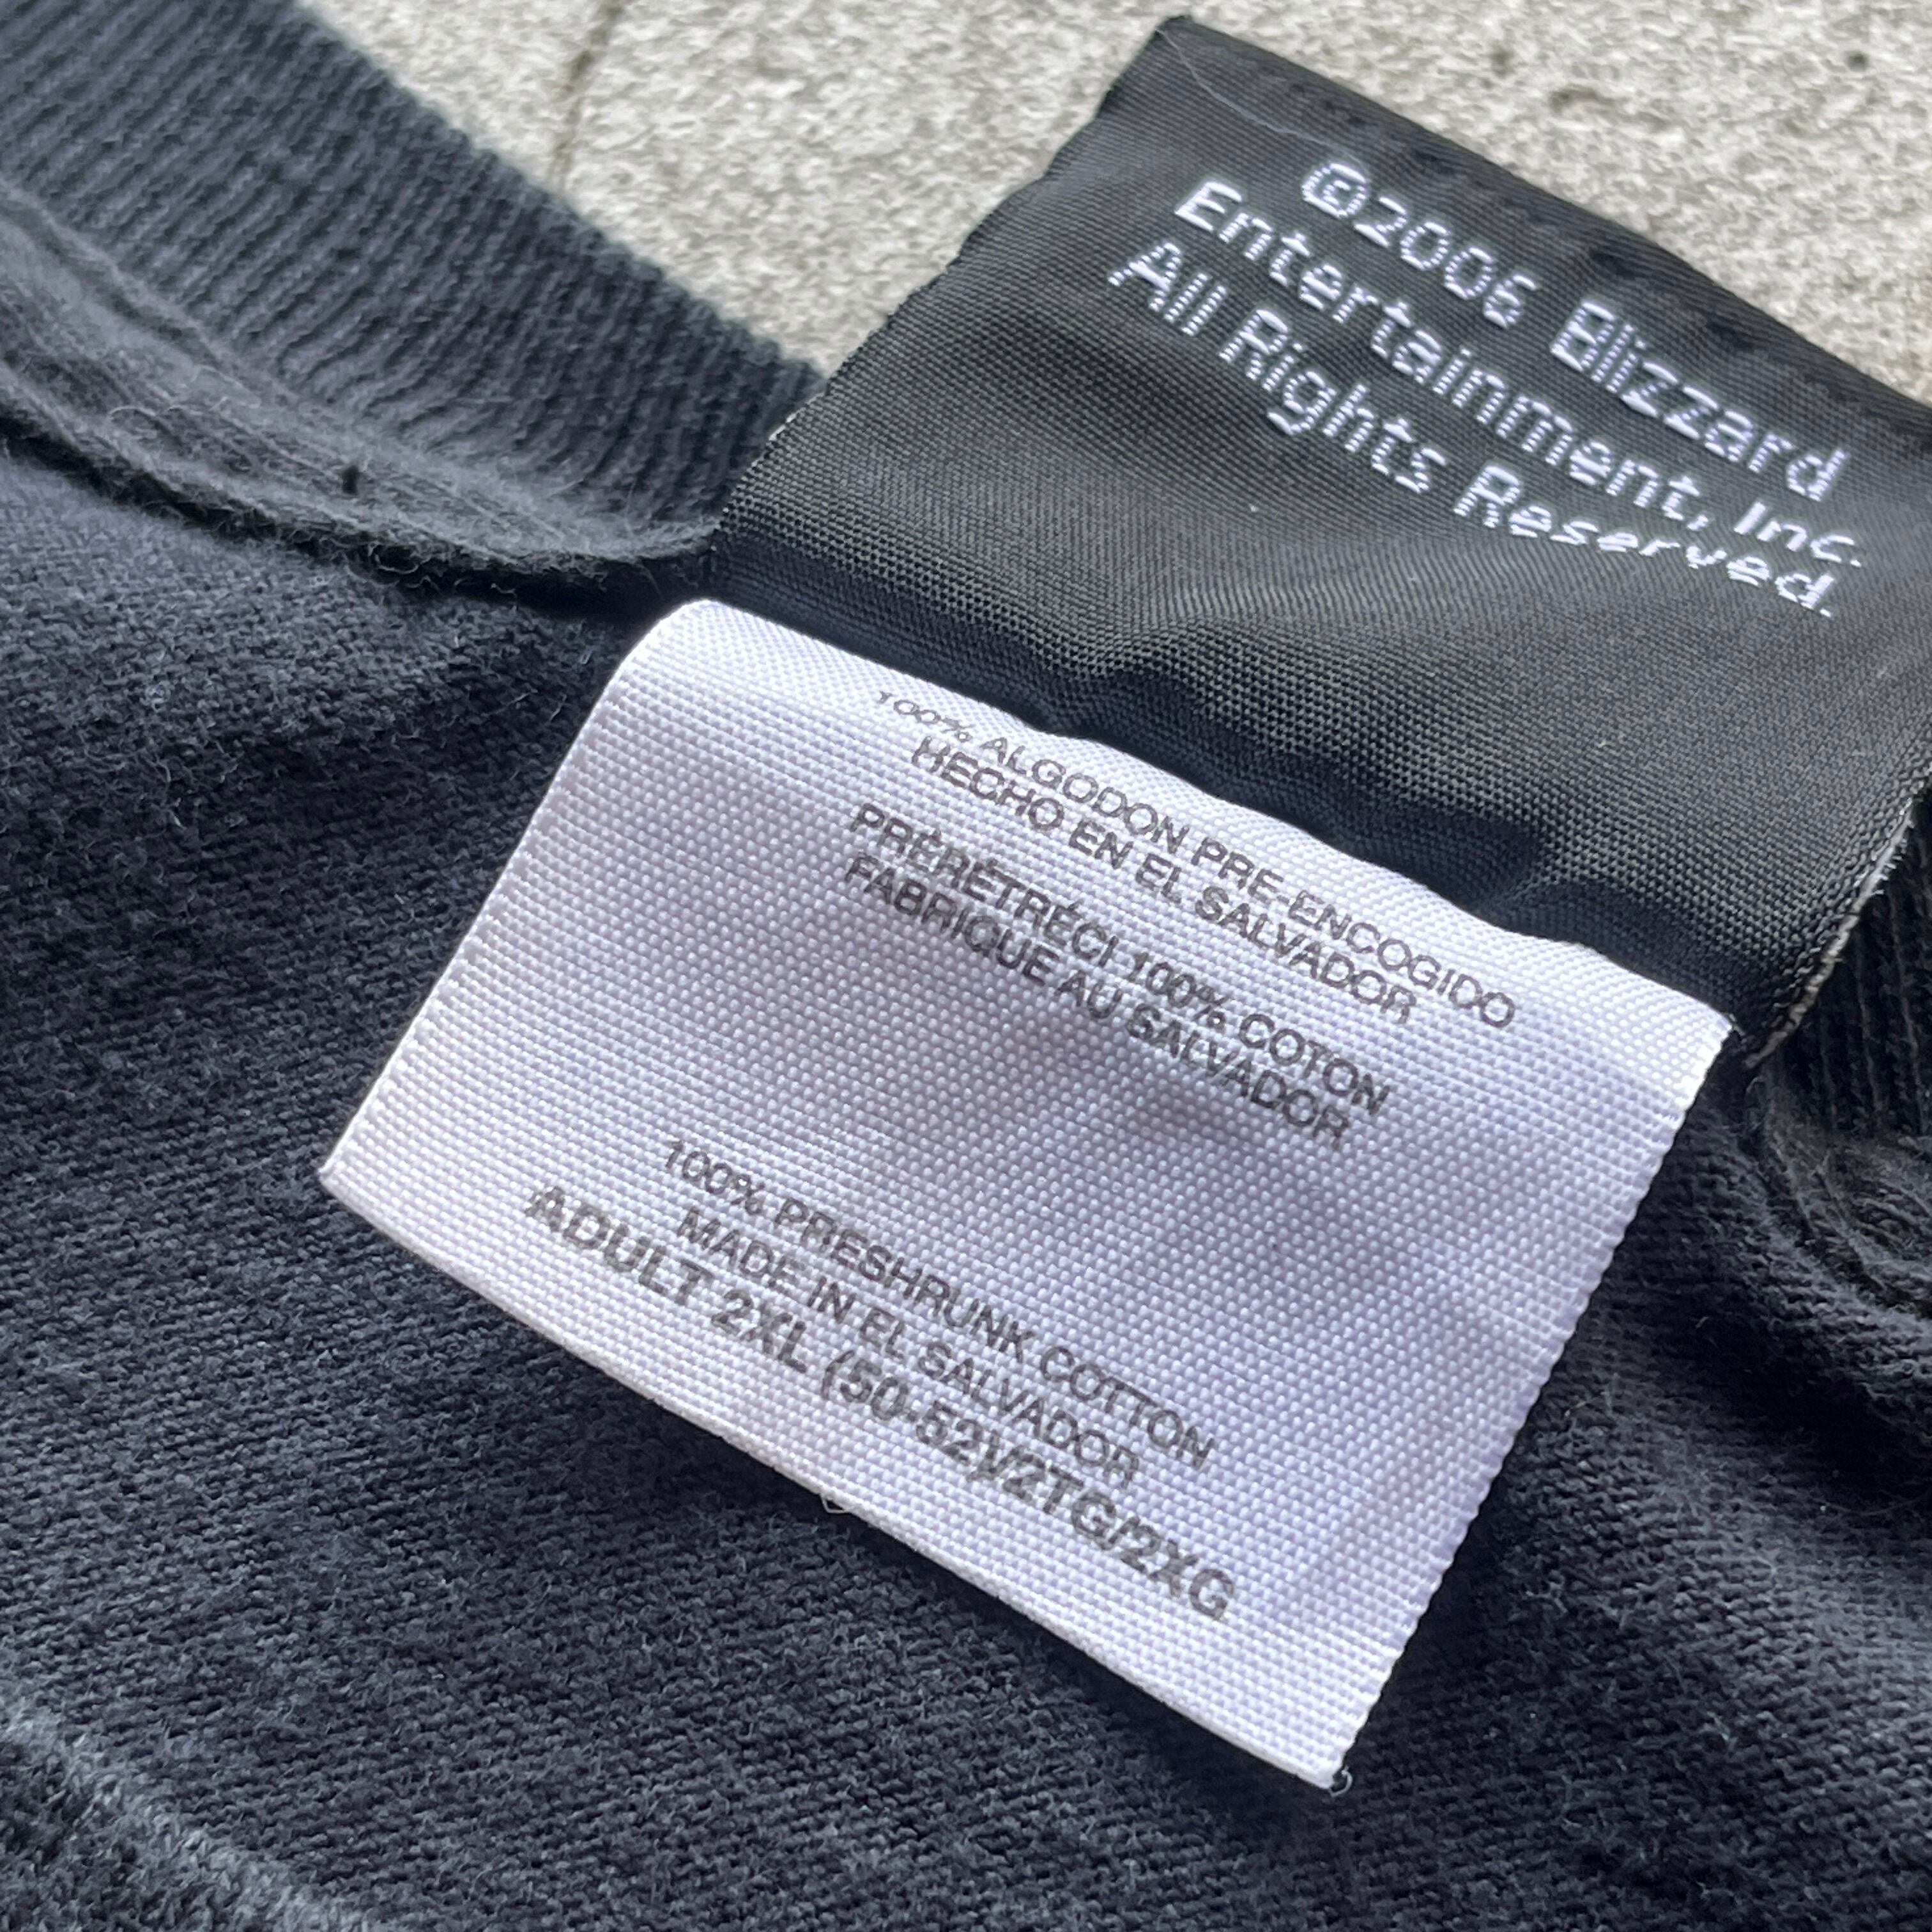 ©2006 Blizzard
Entertainment, Inc.
All Rights Reserved.
100% ALGODON PRE-ENCOGIDO
HECHO EN EL SALVADOR
PRÉRÉTRÉCI 100% COTON
FABRIQUE AU SALVADOR
100% PRESHRUNK COTTON
MADE IN EL SALVADOR
ADULT 2XL (50-52)/2TG/2XG